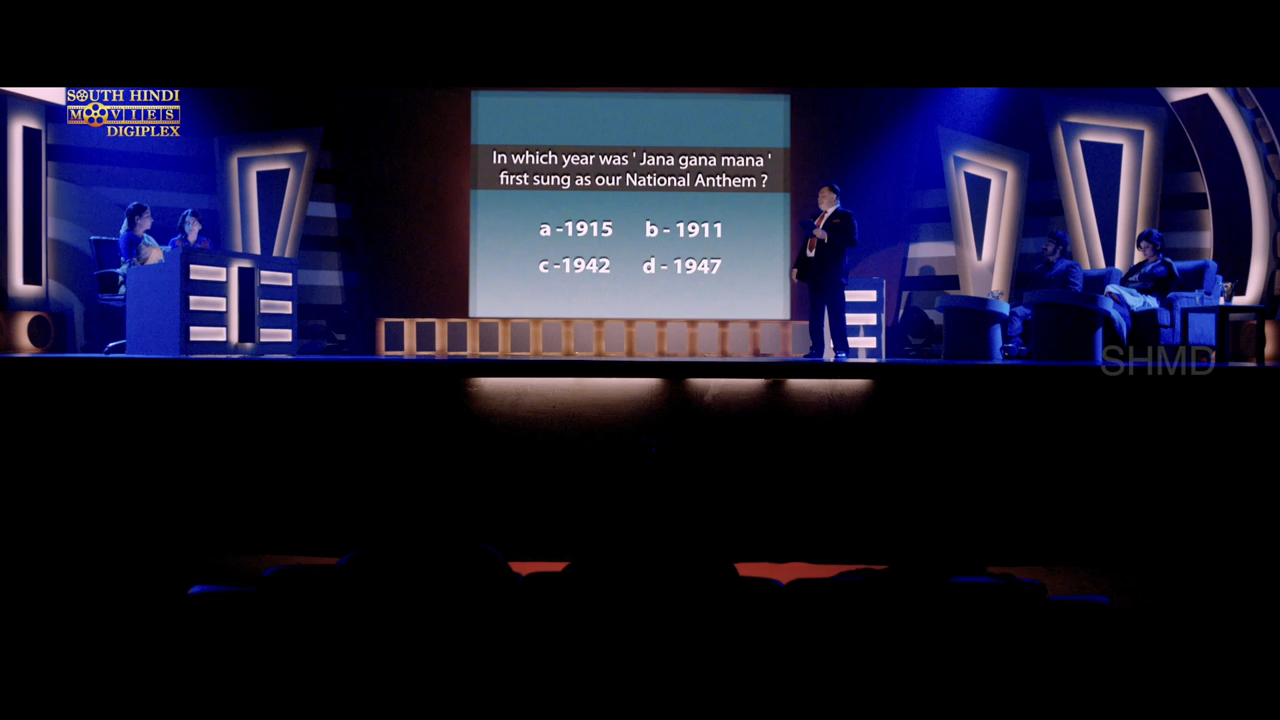 SOUTH HINDI
MOVIES
DIGIPLEX
In which year was ' Jana gana mana '
first sung as our National Anthem ?
a -1915 b - 1911
c -1942 d - 1947
SHMD